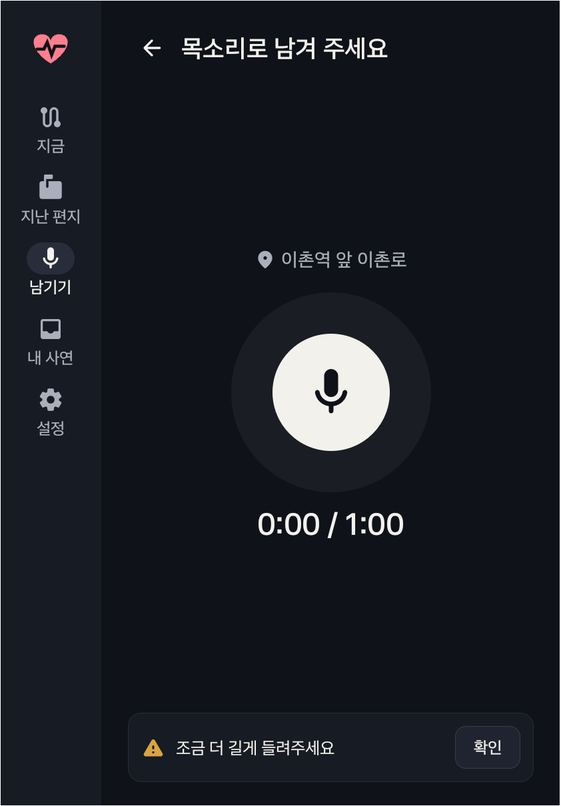 목소리로 남겨 주세요
지금
지난 편지
남기기
내 사연
설정
이촌역 앞 이촌로
0:00 / 1:00
조금 더 길게 들려주세요
확인